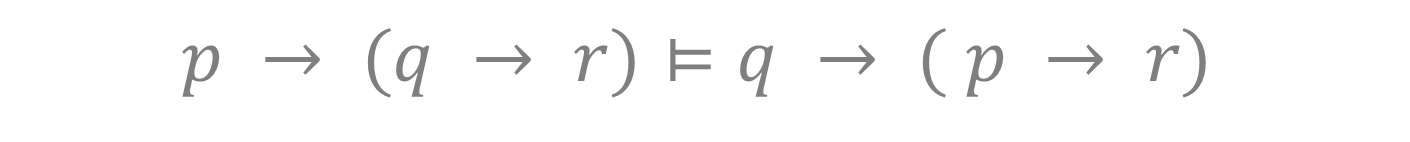 p → (q → r) ⊨ q → ( p → r)